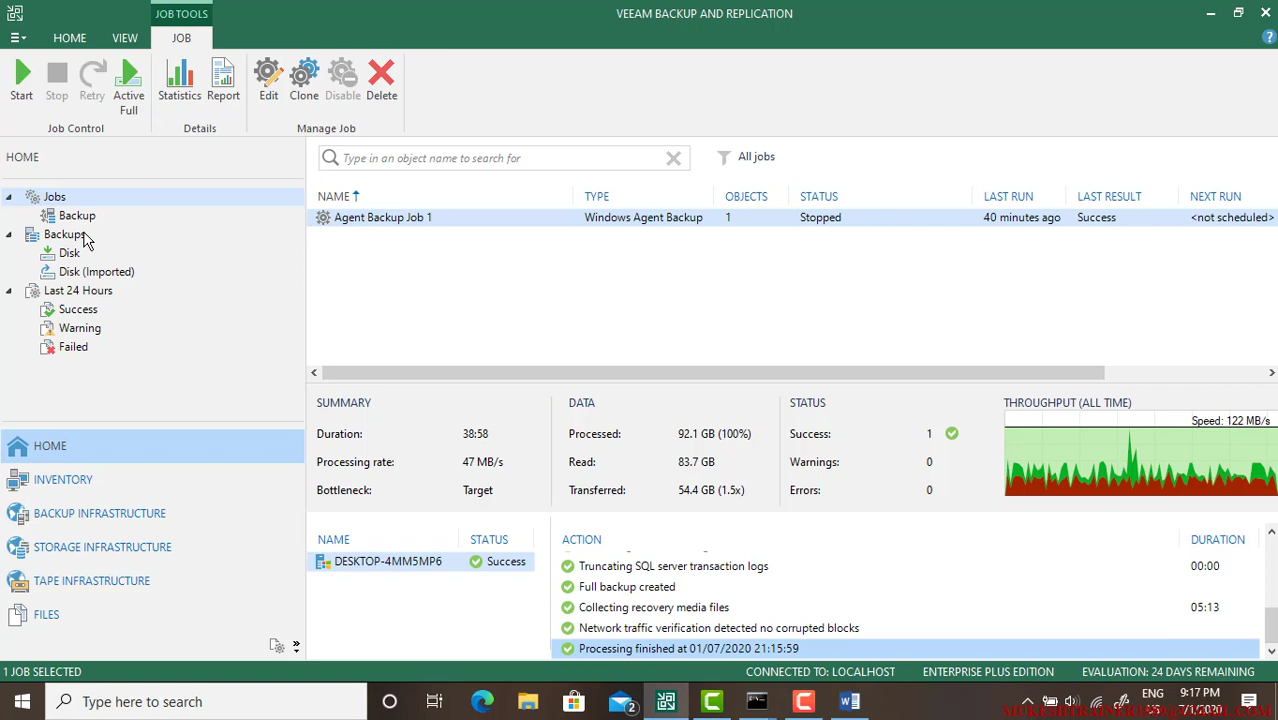 JOB TOOLS
VEEAM BACKUP AND REPLICATION
HOME VIEW JOB
Start Stop Retry Active Full Statistics Report Edit Clone Disable Delete
Job Control Details Manage Job
HOME
Type in an object name to search for All jobs
Jobs
Backup
Backups
Disk
Disk (Imported)
Last 24 Hours
Success
Warning
Failed
NAME TYPE OBJECTS STATUS LAST RUN LAST RESULT NEXT RUN
Agent Backup Job 1 Windows Agent Backup 1 Stopped 40 minutes ago Success <not scheduled>
HOME
INVENTORY
BACKUP INFRASTRUCTURE
STORAGE INFRASTRUCTURE
TAPE INFRASTRUCTURE
FILES
SUMMARY DATA STATUS THROUGHPUT (ALL TIME)
Speed: 122 MB/s
Duration: 38:58 Processed: 92.1 GB (100%) Success: 1
Processing rate: 47 MB/s Read: 83.7 GB Warnings: 0
Bottleneck: Target Transferred: 54.4 GB (1.5x) Errors: 0
NAME STATUS ACTION DURATION
DESKTOP-4MM5MP6 Success
Truncating SQL server transaction logs 00:00
Full backup created
Collecting recovery media files 05:13
Network traffic verification detected no corrupted blocks
Processing finished at 01/07/2020 21:15:59
1 JOB SELECTED CONNECTED TO: LOCALHOST ENTERPRISE PLUS EDITION EVALUATION: 24 DAYS REMAINING
Type here to search
2
ENG
9:17 PM
7/1/2020